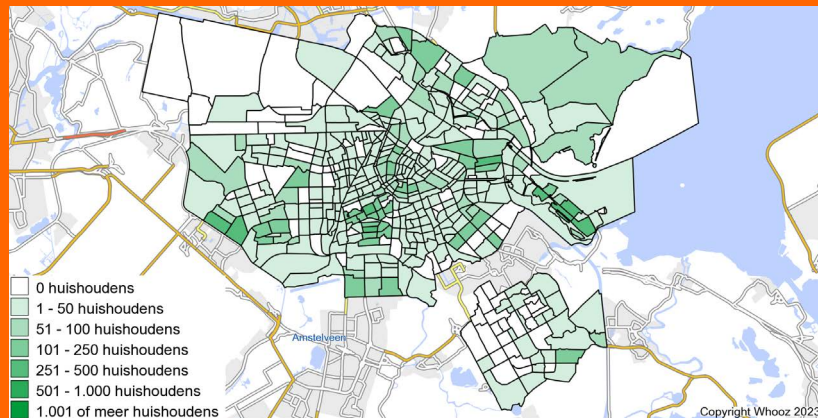 0 huishoudens
1 - 50 huishoudens
51 - 100 huishoudens
101 - 250 huishoudens
251 - 500 huishoudens
501 - 1.000 huishoudens
1.001 of meer huishoudens
Amstelveen
Copyright Whooz 2023